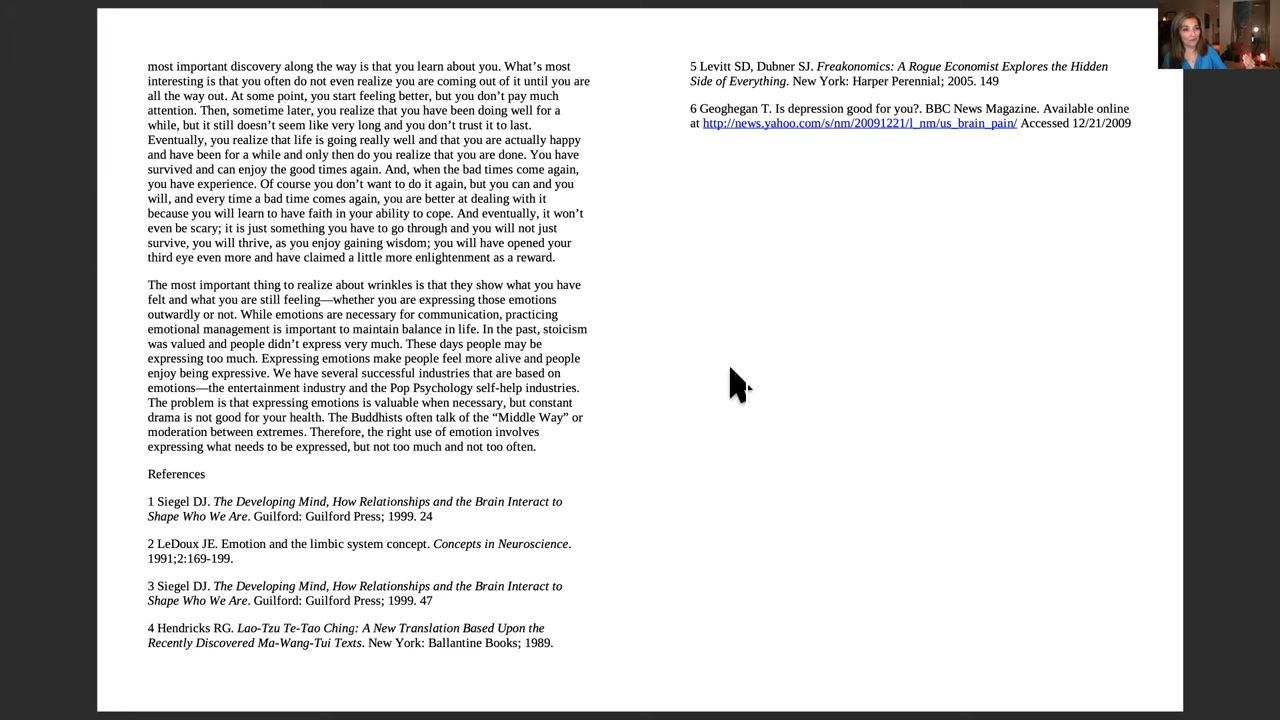 most important discovery along the way is that you learn about you. What’s most
interesting is that you often do not even realize you are coming out of it until you are
all the way out. At some point, you start feeling better, but you don’t pay much
attention. Then, sometime later, you realize that you have been doing well for a
while, but it still doesn’t seem like very long and you don’t trust it to last.
Eventually, you realize that life is going really well and that you are actually happy
and have been for a while and only then do you realize that you are done. You have
survived and can enjoy the good times again. And, when the bad times come again,
you have experience. Of course you don’t want to do it again, but you can and you
will, and every time a bad time comes again, you are better at dealing with it
because you will learn to have faith in your ability to cope. And eventually, it won’t
even be scary; it is just something you have to go through and you will not just
survive, you will thrive, as you enjoy gaining wisdom; you will have opened your
third eye even more and have claimed a little more enlightenment as a reward.
The most important thing to realize about wrinkles is that they show what you have
felt and what you are still feeling—whether you are expressing those emotions
outwardly or not. While emotions are necessary for communication, practicing
emotional management is important to maintain balance in life. In the past, stoicism
was valued and people didn’t express very much. These days people may be
expressing too much. Expressing emotions make people feel more alive and people
enjoy being expressive. We have several successful industries that are based on
emotions—the entertainment industry and the Pop Psychology self-help industries.
The problem is that expressing emotions is valuable when necessary, but constant
drama is not good for your health. The Buddhists often talk of the “Middle Way” or
moderation between extremes. Therefore, the right use of emotion involves
expressing what needs to be expressed, but not too much and not too often.
References
1 Siegel DJ. The Developing Mind, How Relationships and the Brain Interact to
Shape Who We Are. Guilford: Guilford Press; 1999. 24
2 LeDoux JE. Emotion and the limbic system concept. Concepts in Neuroscience.
1991;2:169-199.
3 Siegel DJ. The Developing Mind, How Relationships and the Brain Interact to
Shape Who We Are. Guilford: Guilford Press; 1999. 47
4 Hendricks RG. Lao-Tzu Te-Tao Ching: A New Translation Based Upon the
Recently Discovered Ma-Wang-Tui Texts. New York: Ballantine Books; 1989.
5 Levitt SD, Dubner SJ. Freakonomics: A Rogue Economist Explores the Hidden
Side of Everything. New York: Harper Perennial; 2005. 149
6 Geoghegan T. Is depression good for you?. BBC News Magazine. Available online
at http://news.yahoo.com/s/nm/20091221/l_nm/us_brain_pain/ Accessed 12/21/2009